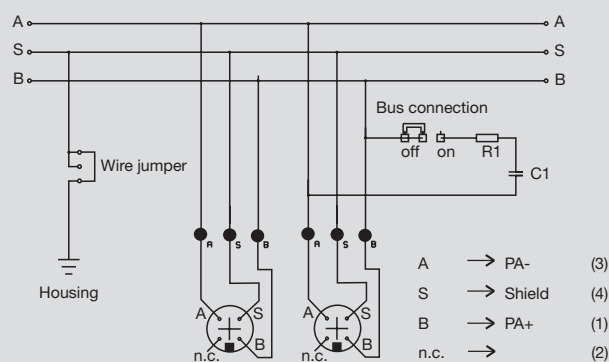 A A
S S
B B
Bus connection
off on R1
C1
Wire jumper
A S B A S B
Housing
A → PA- (3)
S → Shield (4)
B → PA+ (1)
n.c. → (2)
A S A S
B B
n.c. n.c.